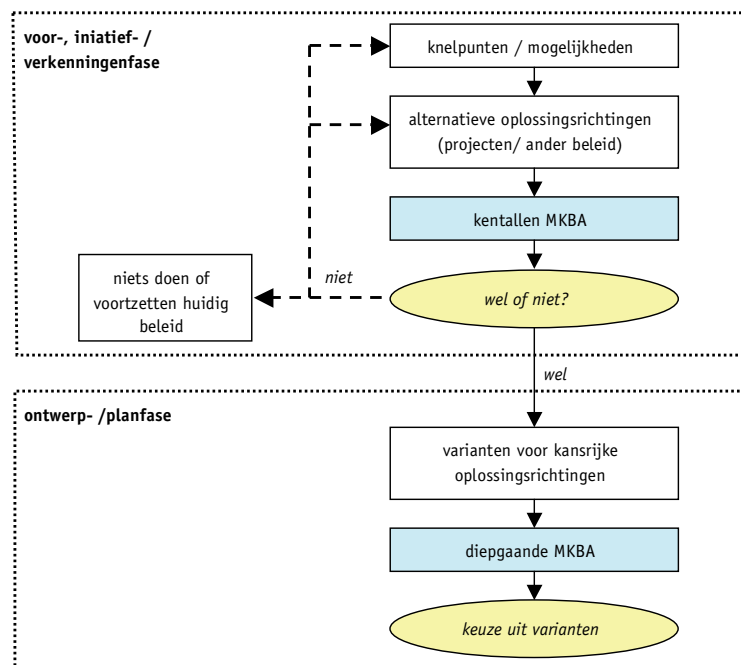 voor-, iniatief- /
verkenningenfase
knelpunten / mogelijkheden
alternatieve oplossingsrichtingen
(projecten/ ander beleid)
kentallen MKBA
niets doen of
voortzetten huidig
beleid
niet
wel of niet?
wel
ontwerp- /planfase
varianten voor kansrijke
oplossingsrichtingen
diepgaande MKBA
keuze uit varianten